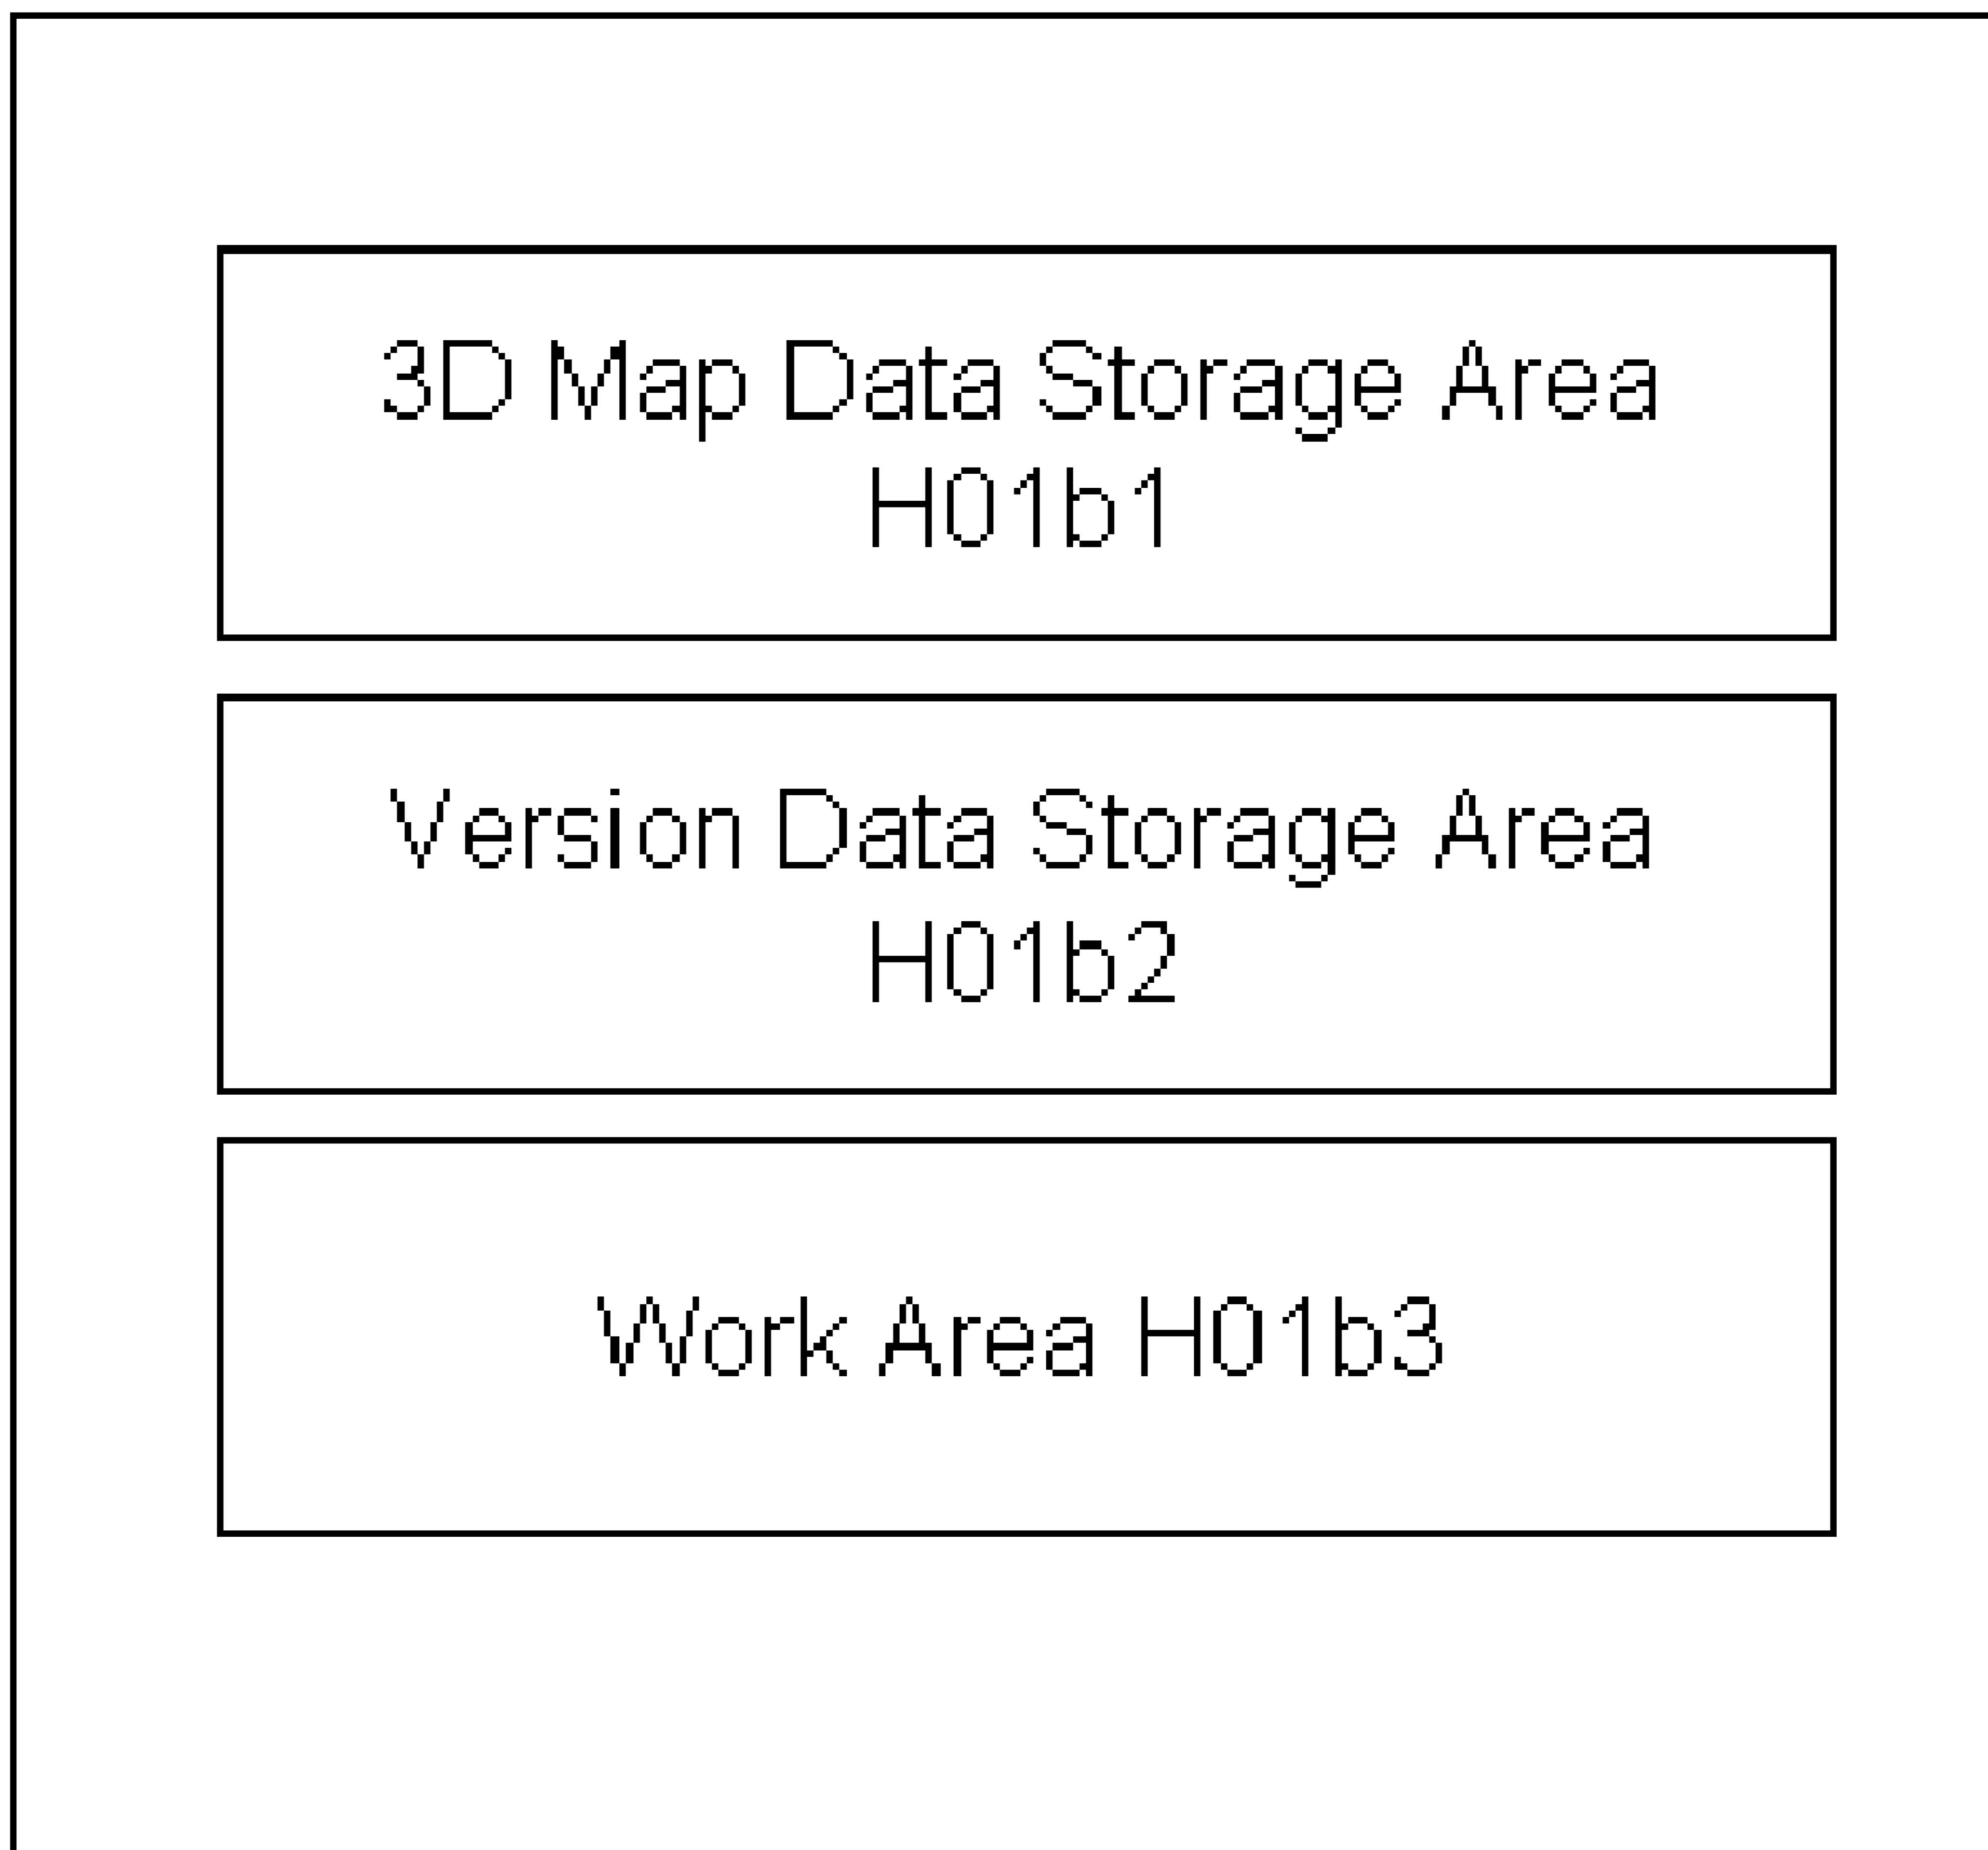 3D Map Data Storage Area
H01b1
Version Data Storage Area
H01b2
Work Area H01b3